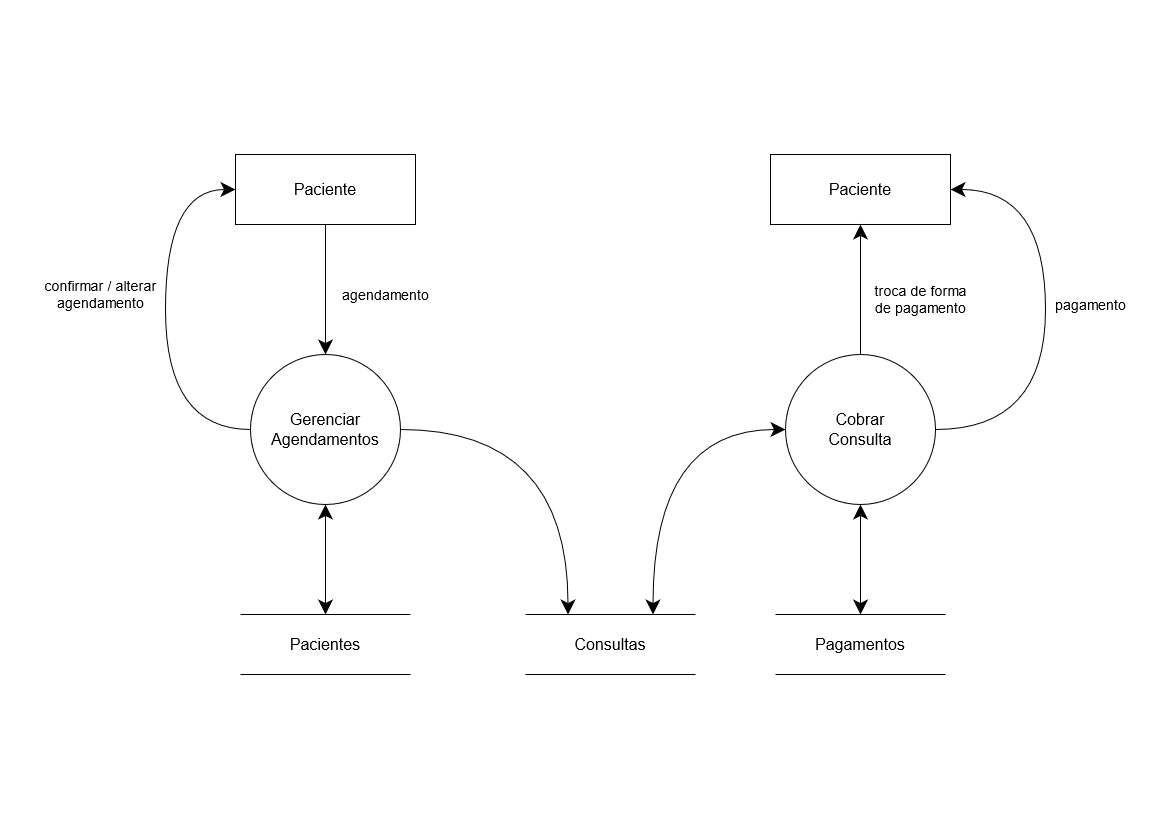 Paciente
Paciente
confirmar / alterar
agendamento
agendamento
troca de forma
de pagamento
pagamento
Gerenciar
Agendamentos
Cobrar
Consulta
Pacientes
Consultas
Pagamentos